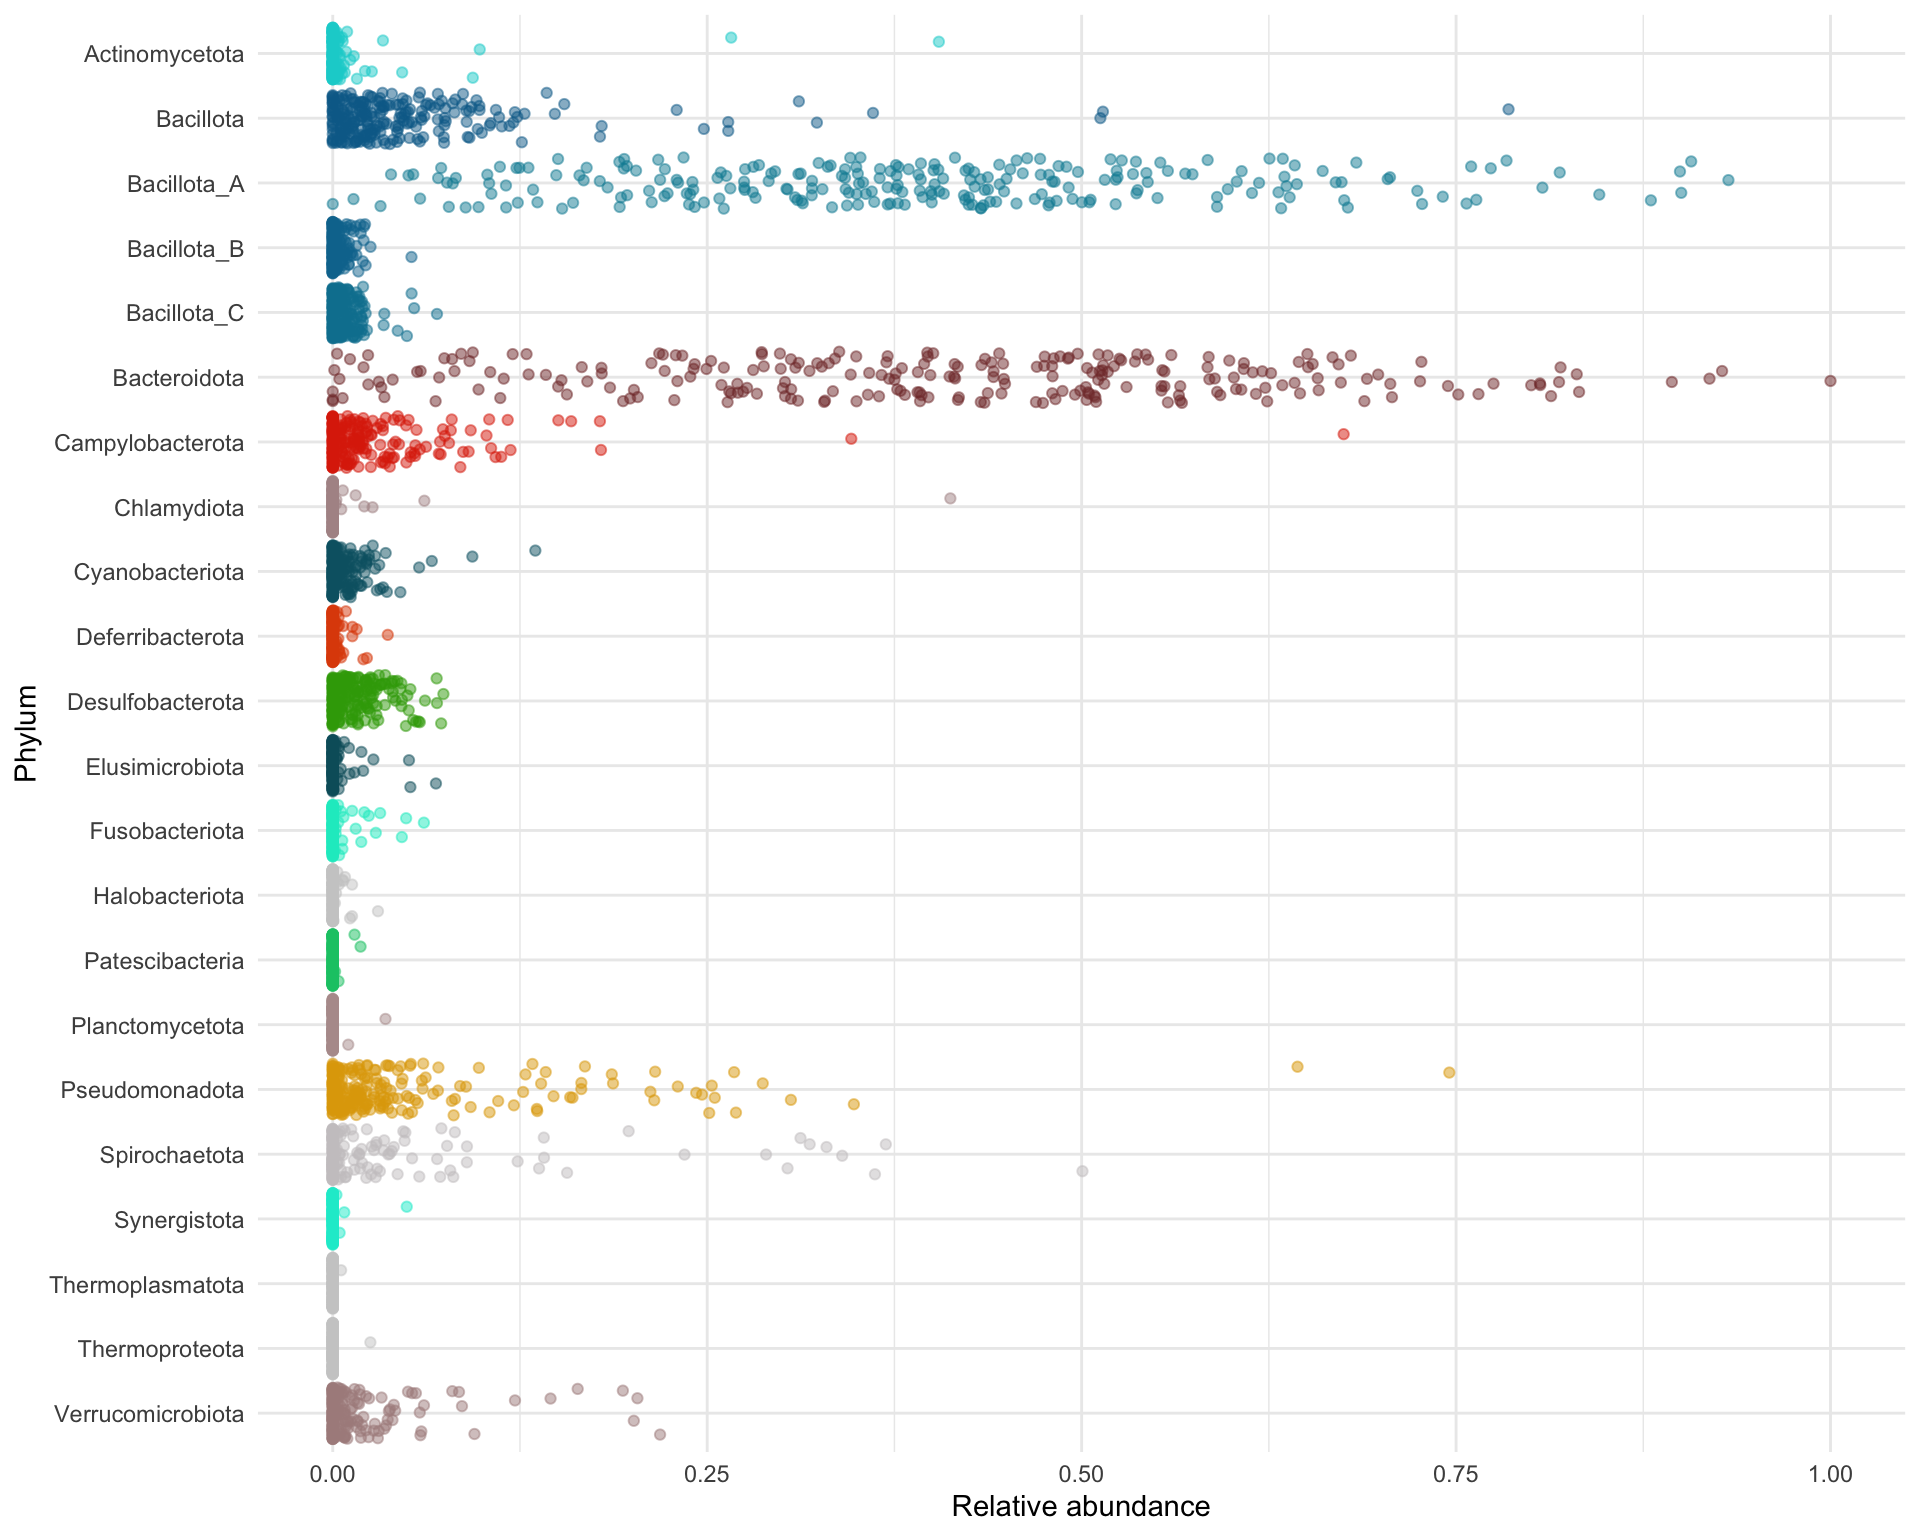 Phylum
Actinomycetota
Bacillota
Bacillota_A
Bacillota_B
Bacillota_C
Bacteroidota
Campylobacterota
Chlamydiota
Cyanobacteriota
Deferribacterota
Desulfobacterota
Elusimicrobiota
Fusobacteriota
Halobacteriota
Patescibacteria
Planctomycetota
Pseudomonadota
Spirochaetota
Synergistota
Thermoplasmatota
Thermoproteota
Verrucomicrobiota
0.00 0.25 0.50 0.75 1.00
Relative abundance